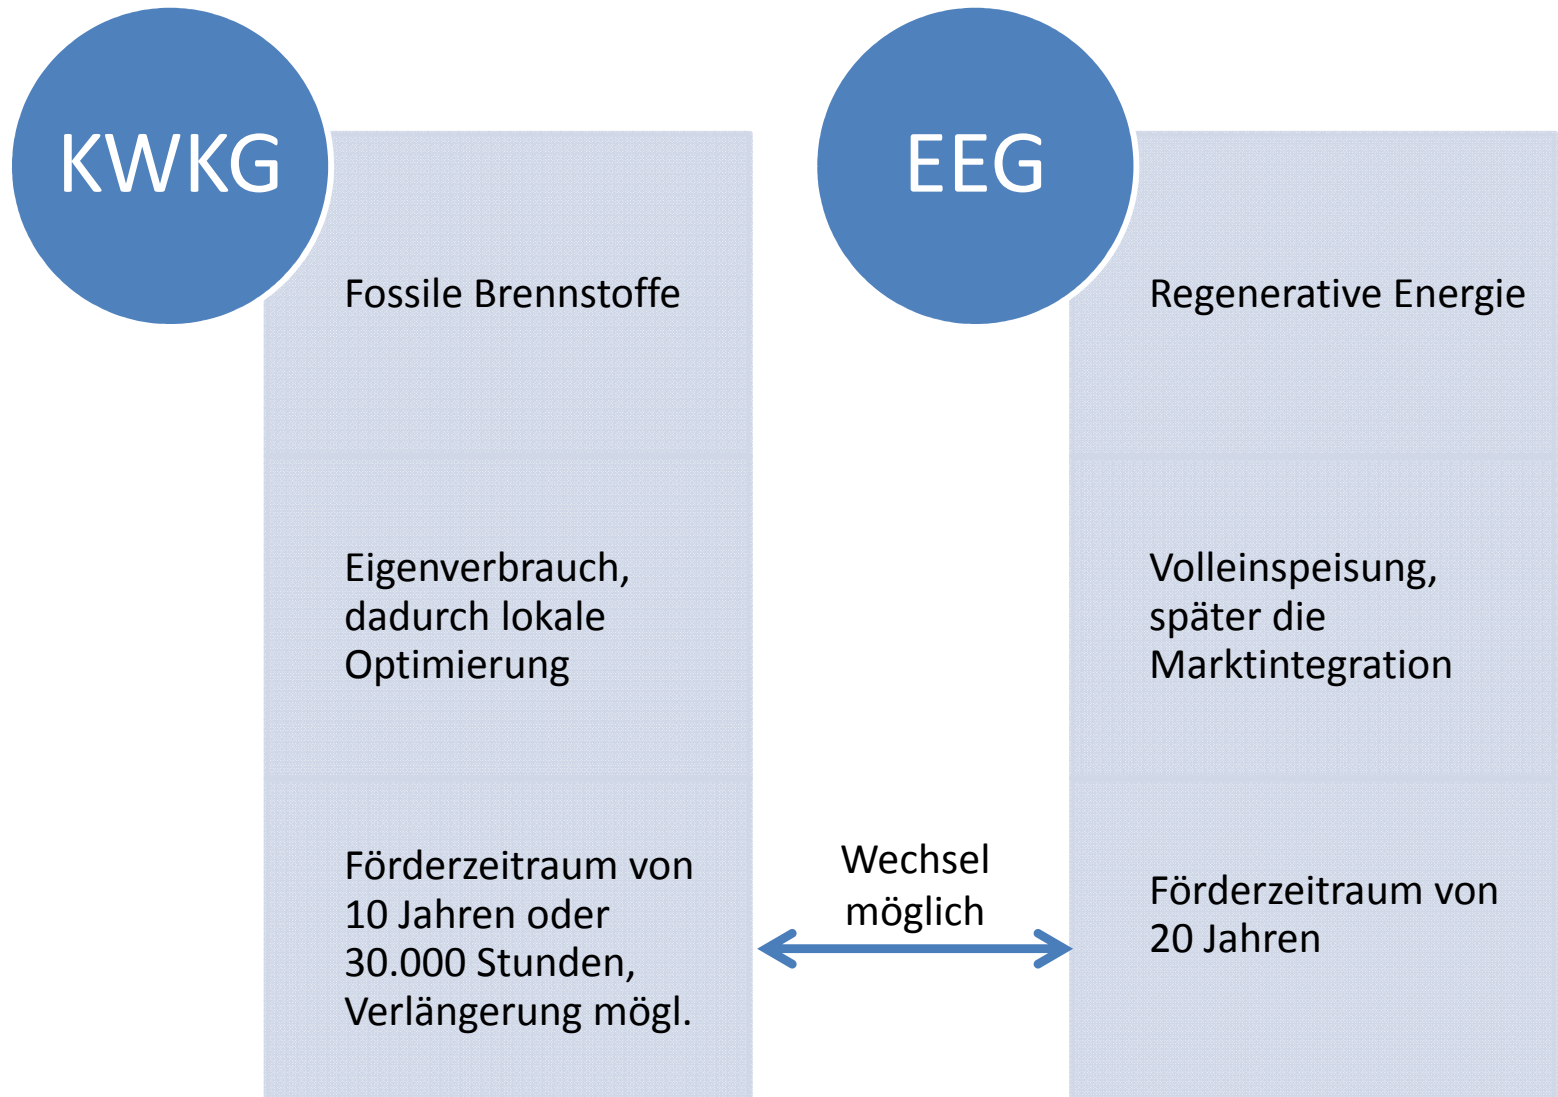 KWKG
Fossile Brennstoffe
Eigenverbrauch,
dadurch lokale
Optimierung
Förderzeitraum von
10 Jahren oder
30.000 Stunden,
Verlängerung mögl.
Wechsel
möglich
EEG
Regenerative Energie
Volleinspeisung,
später die
Marktintegration
Förderzeitraum von
20 Jahren